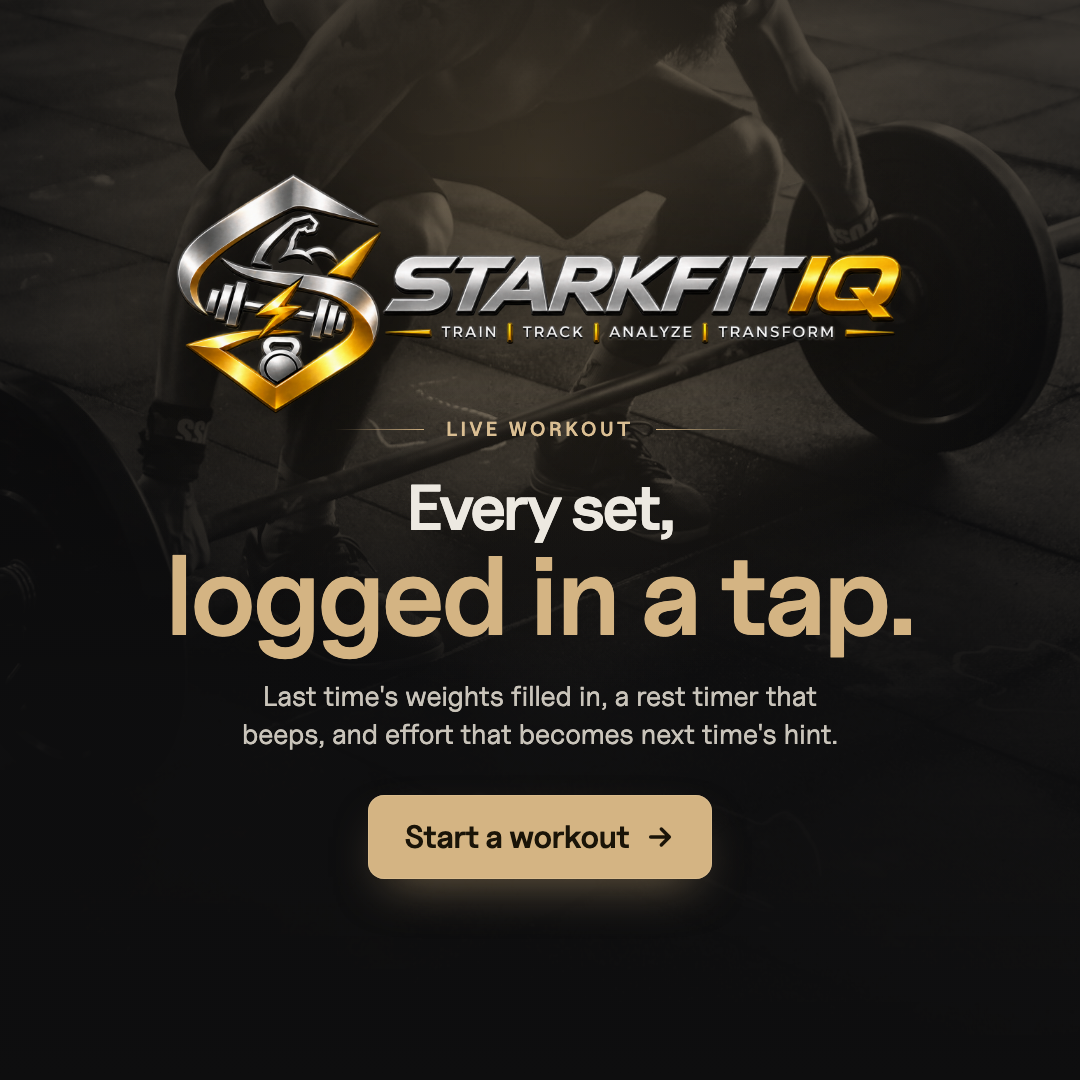 STARKFITIQ
TRAIN | TRACK | ANALYZE | TRANSFORM
LIVE WORKOUT
Every set,
logged in a tap.
Last time's weights filled in, a rest timer that
beeps, and effort that becomes next time's hint.
Start a workout →